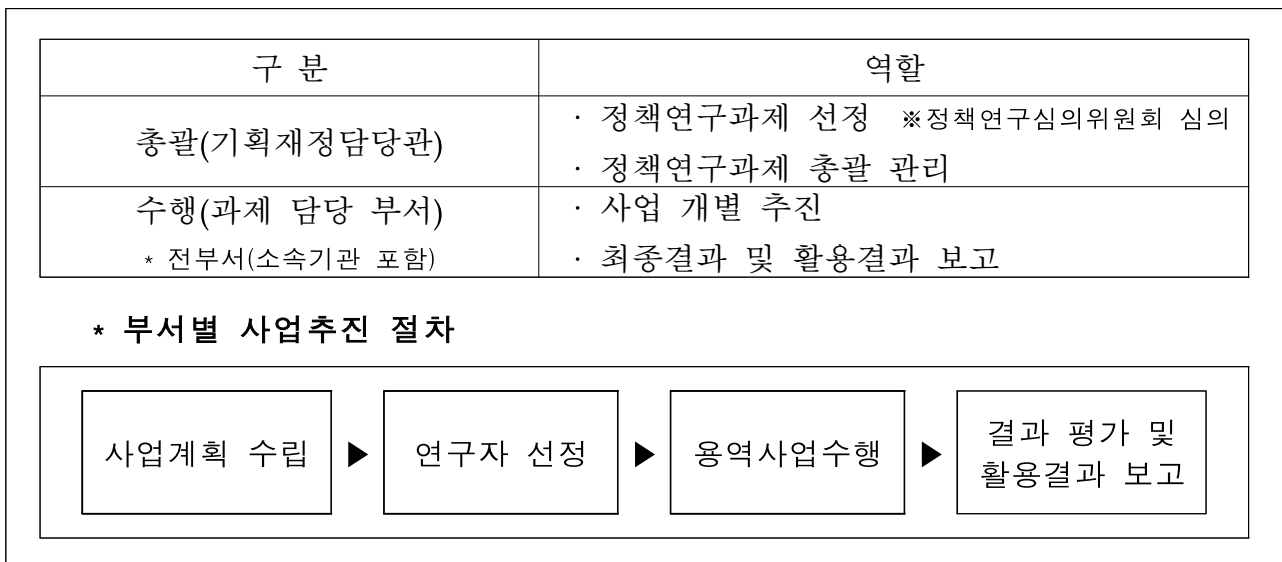 구 분 역할
총괄(기획재정담당관)
· 정책연구과제 선정 ※정책연구심의위원회 심의
· 정책연구과제 총괄 관리
수행(과제 담당 부서)
* 전부서(소속기관 포함)
· 사업 개별 추진
· 최종결과 및 활용결과 보고
* 부서별 사업추진 절차
사업계획 수립 ▶ 연구자 선정 ▶ 용역사업수행 ▶ 결과 평가 및
활용결과 보고